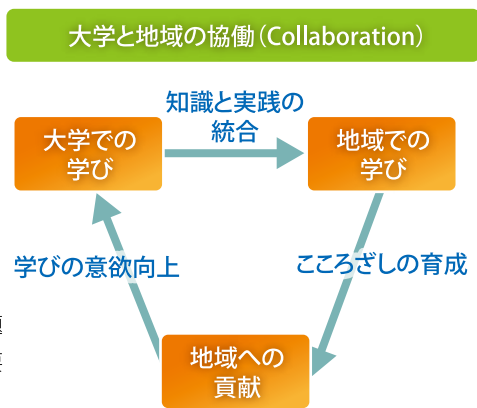 大学と地域の協働（Collaboration）
知識と実践の
統合
大学での
学び
地域での
学び
学びの意欲向上
こころざしの育成
地域への
貢献